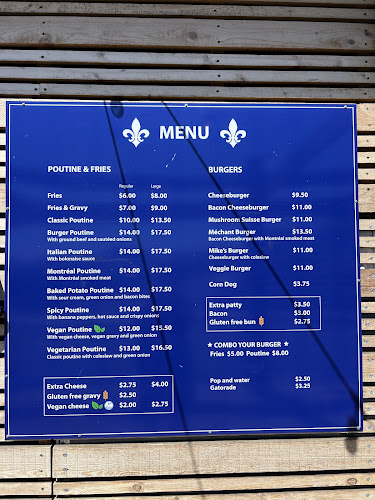 MENU
POUTINE & FRIES
Regular Large
Fries $6.00 $8.00
Fries & Gravy $7.00 $9.00
Classic Poutine $10.00 $13.50
Burger Poutine $14.00 $17.50
With ground beef and sautéed onions
Italian Poutine $14.00 $17.50
With bolonaise sauce
Montréal Poutine $14.00 $17.50
With Montréal smoked meat
Baked Potato Poutine $14.00 $17.50
With sour cream, green onion and bacon bites
Spicy Poutine $14.00 $17.50
With banana peppers, hot sauce and crispy onions
Vegan Poutine $12.00 $15.50
With vegan cheese, vegan gravy and green onion
Vegetarian Poutine $13.00 $16.50
Classic poutine with coleslaw and green onion
Extra Cheese $2.75 $4.00
Gluten free gravy $2.50
Vegan cheese $2.00 $2.75
BURGERS
Cheeseburger $9.50
Bacon Cheeseburger $11.00
Mushroom Suisse Burger $11.00
Méchant Burger $13.50
Bacon Cheeseburger with Montréal smoked meat
Mike's Burger $11.00
Cheeseburger with coleslaw
Veggie Burger $11.00
Corn Dog $3.75
Extra patty $3.50
Bacon $3.00
Gluten free bun $2.75
★ COMBO YOUR BURGER ★
Fries $5.00 Poutine $8.00
Pop and water $2.50
Gatorade $3.25